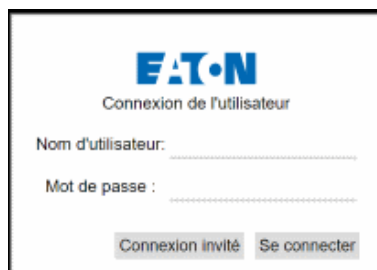 EATON
Connexion de l'utilisateur
Nom d'utilisateur:
Mot de passe :
Connexion invité Se connecter